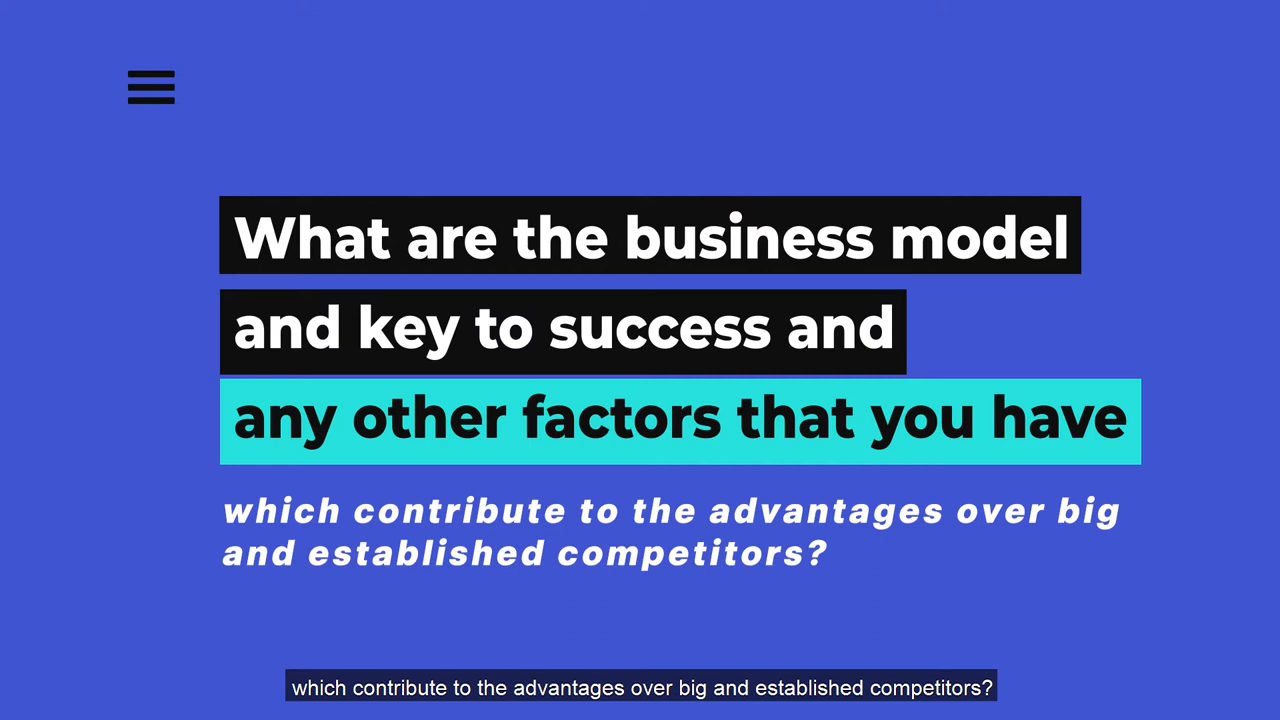 What are the business model
and key to success and
any other factors that you have
which contribute to the advantages over big
and established competitors?
which contribute to the advantages over big and established competitors?